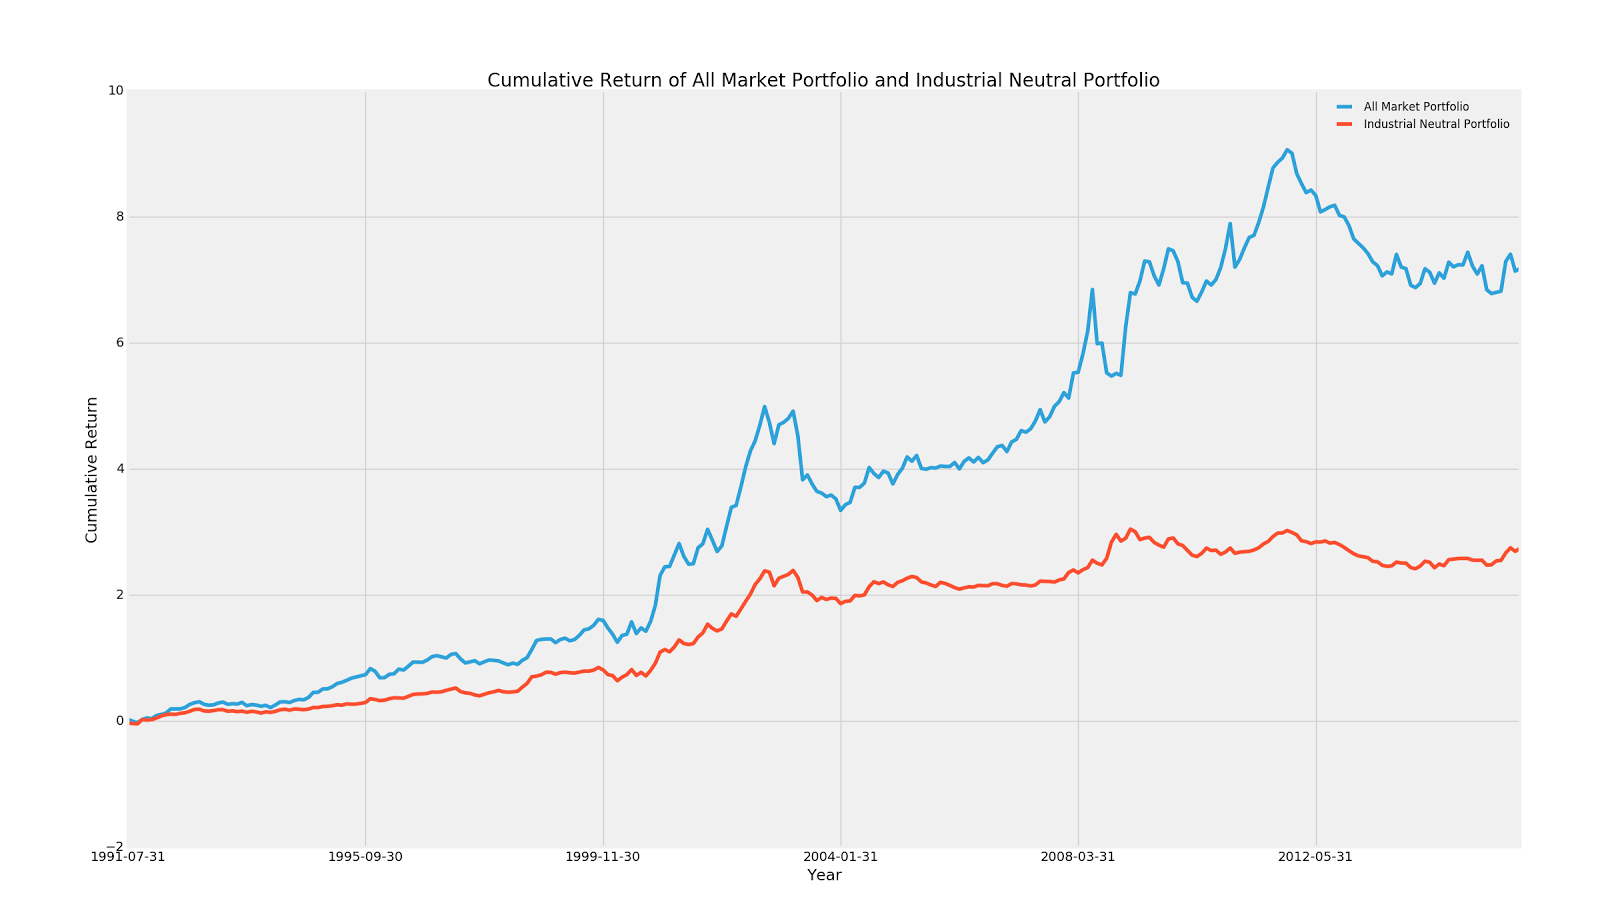 Cumulative Return of All Market Portfolio and Industrial Neutral Portfolio
All Market Portfolio
Industrial Neutral Portfolio
Cumulative Return
10
8
6
4
2
0
−2
1991-07-31 1995-09-30 1999-11-30 2004-01-31 2008-03-31 2012-05-31
Year